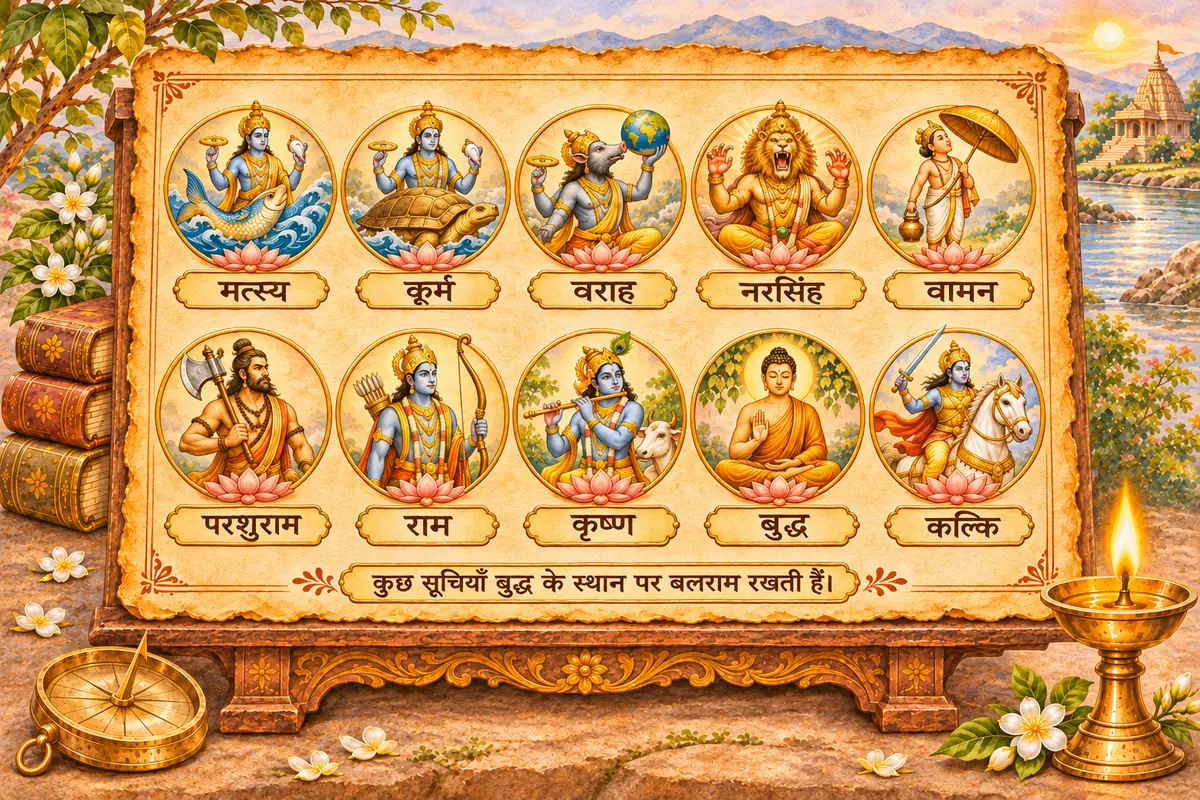 मत्स्य
कूर्म
वराह
नरसिंह
वामन
परशुराम
राम
कृष्ण
बुद्ध
कल्कि
कुछ सूचियाँ बुद्ध के स्थान पर बलराम रखती हैं।